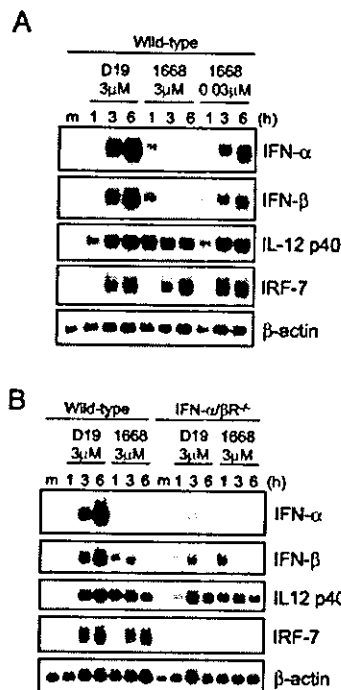 A
Wild-type
D19 1668 1668
3μM 3μM 0.03μM
m 1 3 6 1 3 6 1 3 6 (h)
IFN-α
IFN-β
IL-12 p40
IRF-7
β-actin
B
Wild-type IFN-α/βR-/-
D19 1668 D19 1668
3μM 3μM 3μM 3μM
m 1 3 6 1 3 6 m 1 3 6 1 3 6 (h)
IFN-α
IFN-β
IL12 p40
IRF-7
β-actin